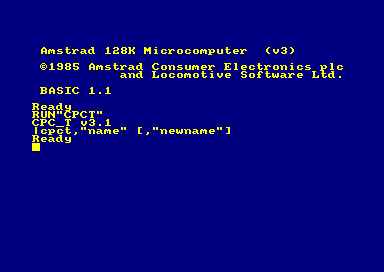 Amstrad 128K Microcomputer  (v3)
©1985 Amstrad Consumer Electronics plc
and Locomotive Software Ltd.
BASIC 1.1
Ready
RUN"CPCT"
CPC_T v3.1
|cpct,"name" [,"newname"]
Ready